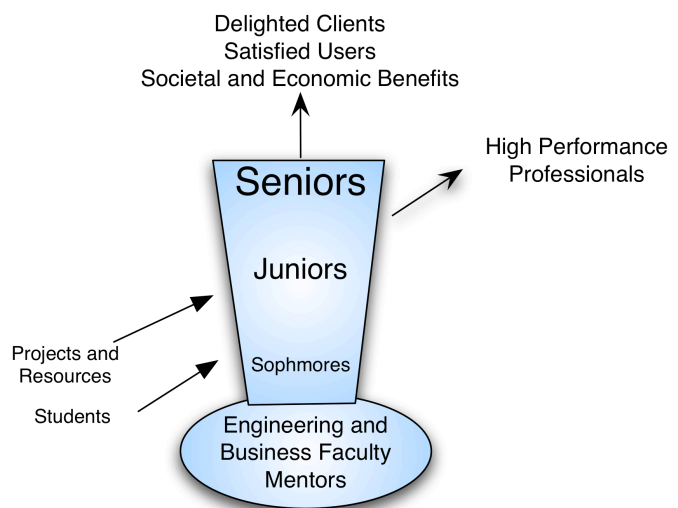 Delighted Clients
Satisfied Users
Societal and Economic Benefits
High Performance
Professionals
Seniors
Juniors
Projects and
Resources
Sophmores
Students
Engineering and
Business Faculty
Mentors